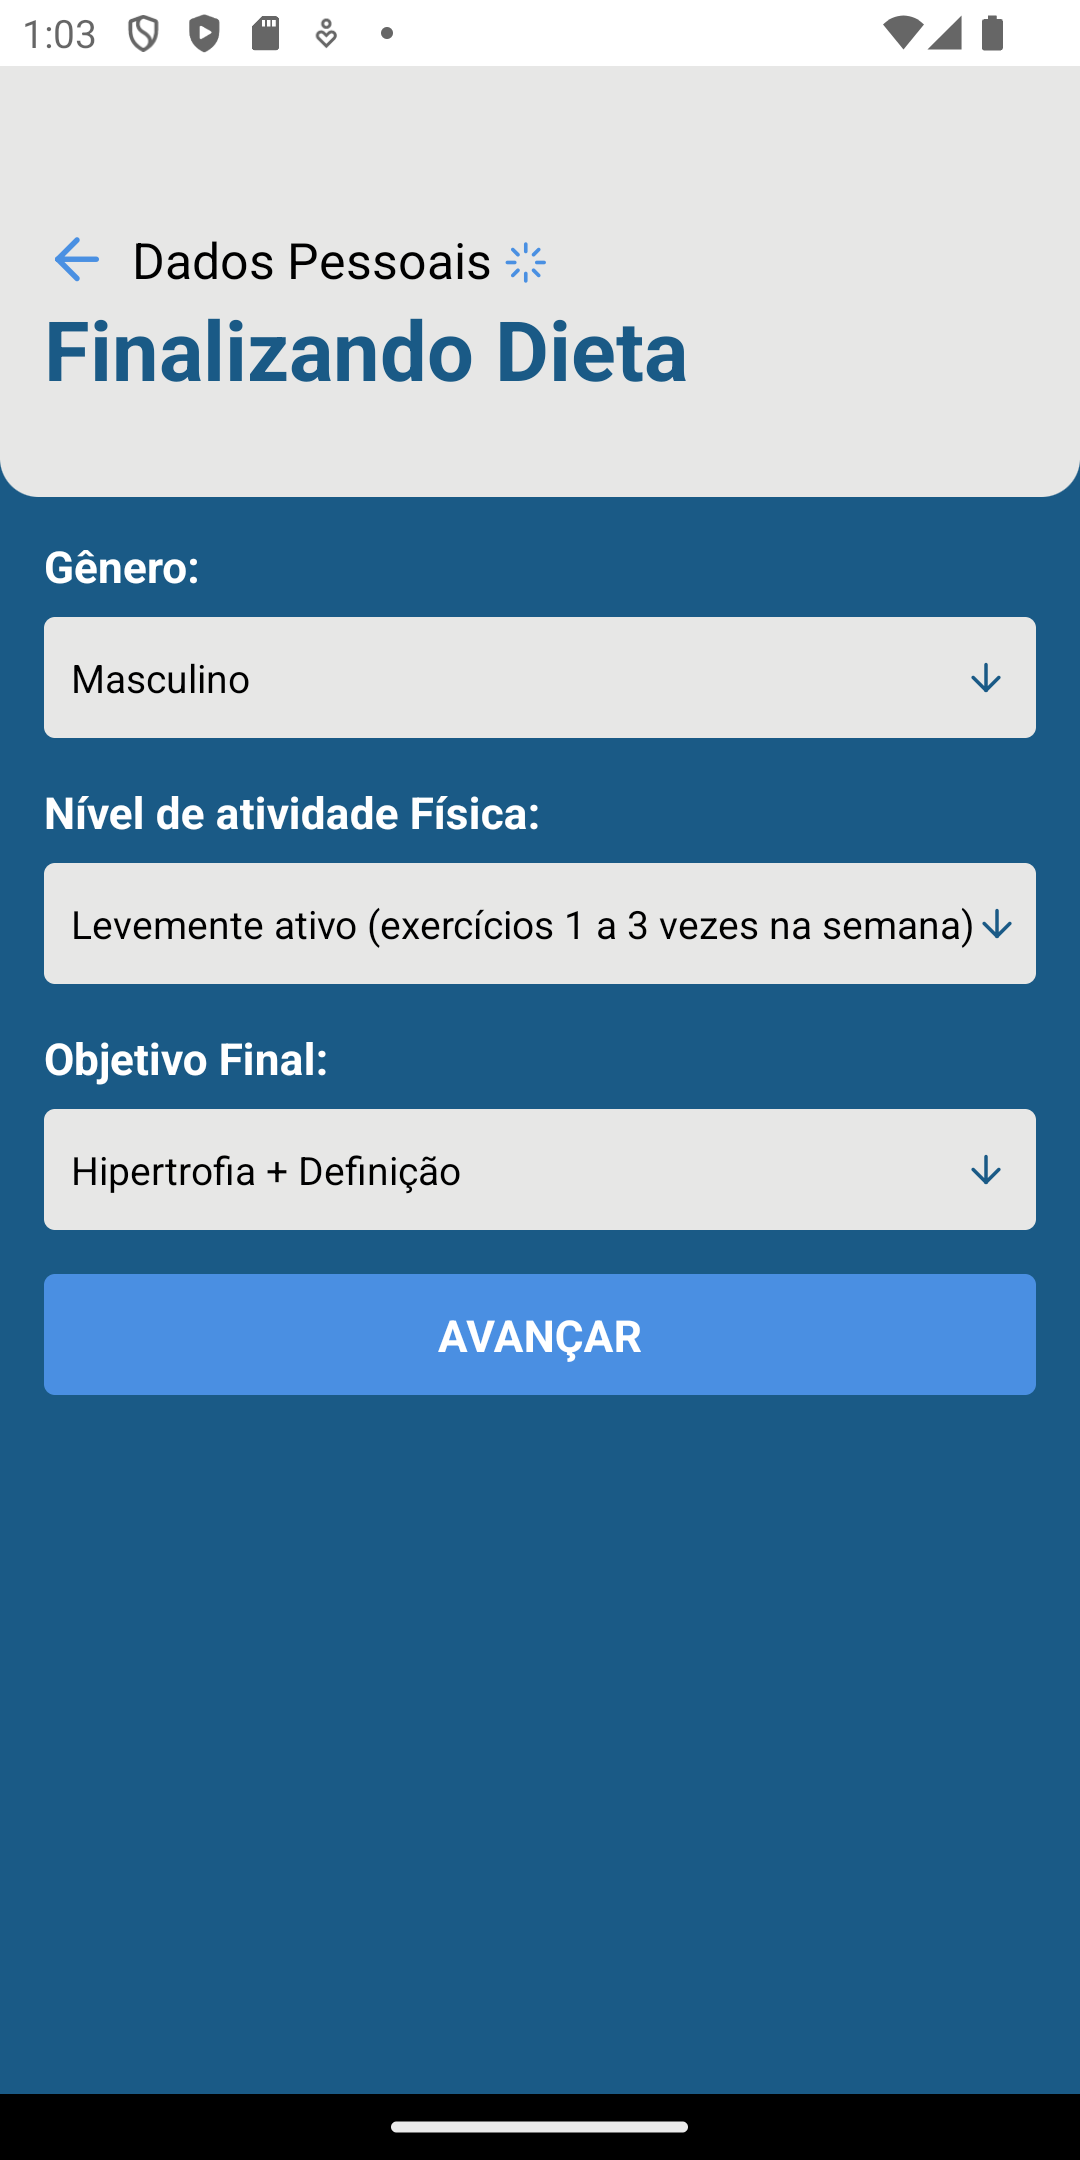 1:03
Dados Pessoais
Finalizando Dieta
Gênero:
Masculino
Nível de atividade Física:
Levemente ativo (exercícios 1 a 3 vezes na semana)
Objetivo Final:
Hipertrofia + Definição
AVANÇAR